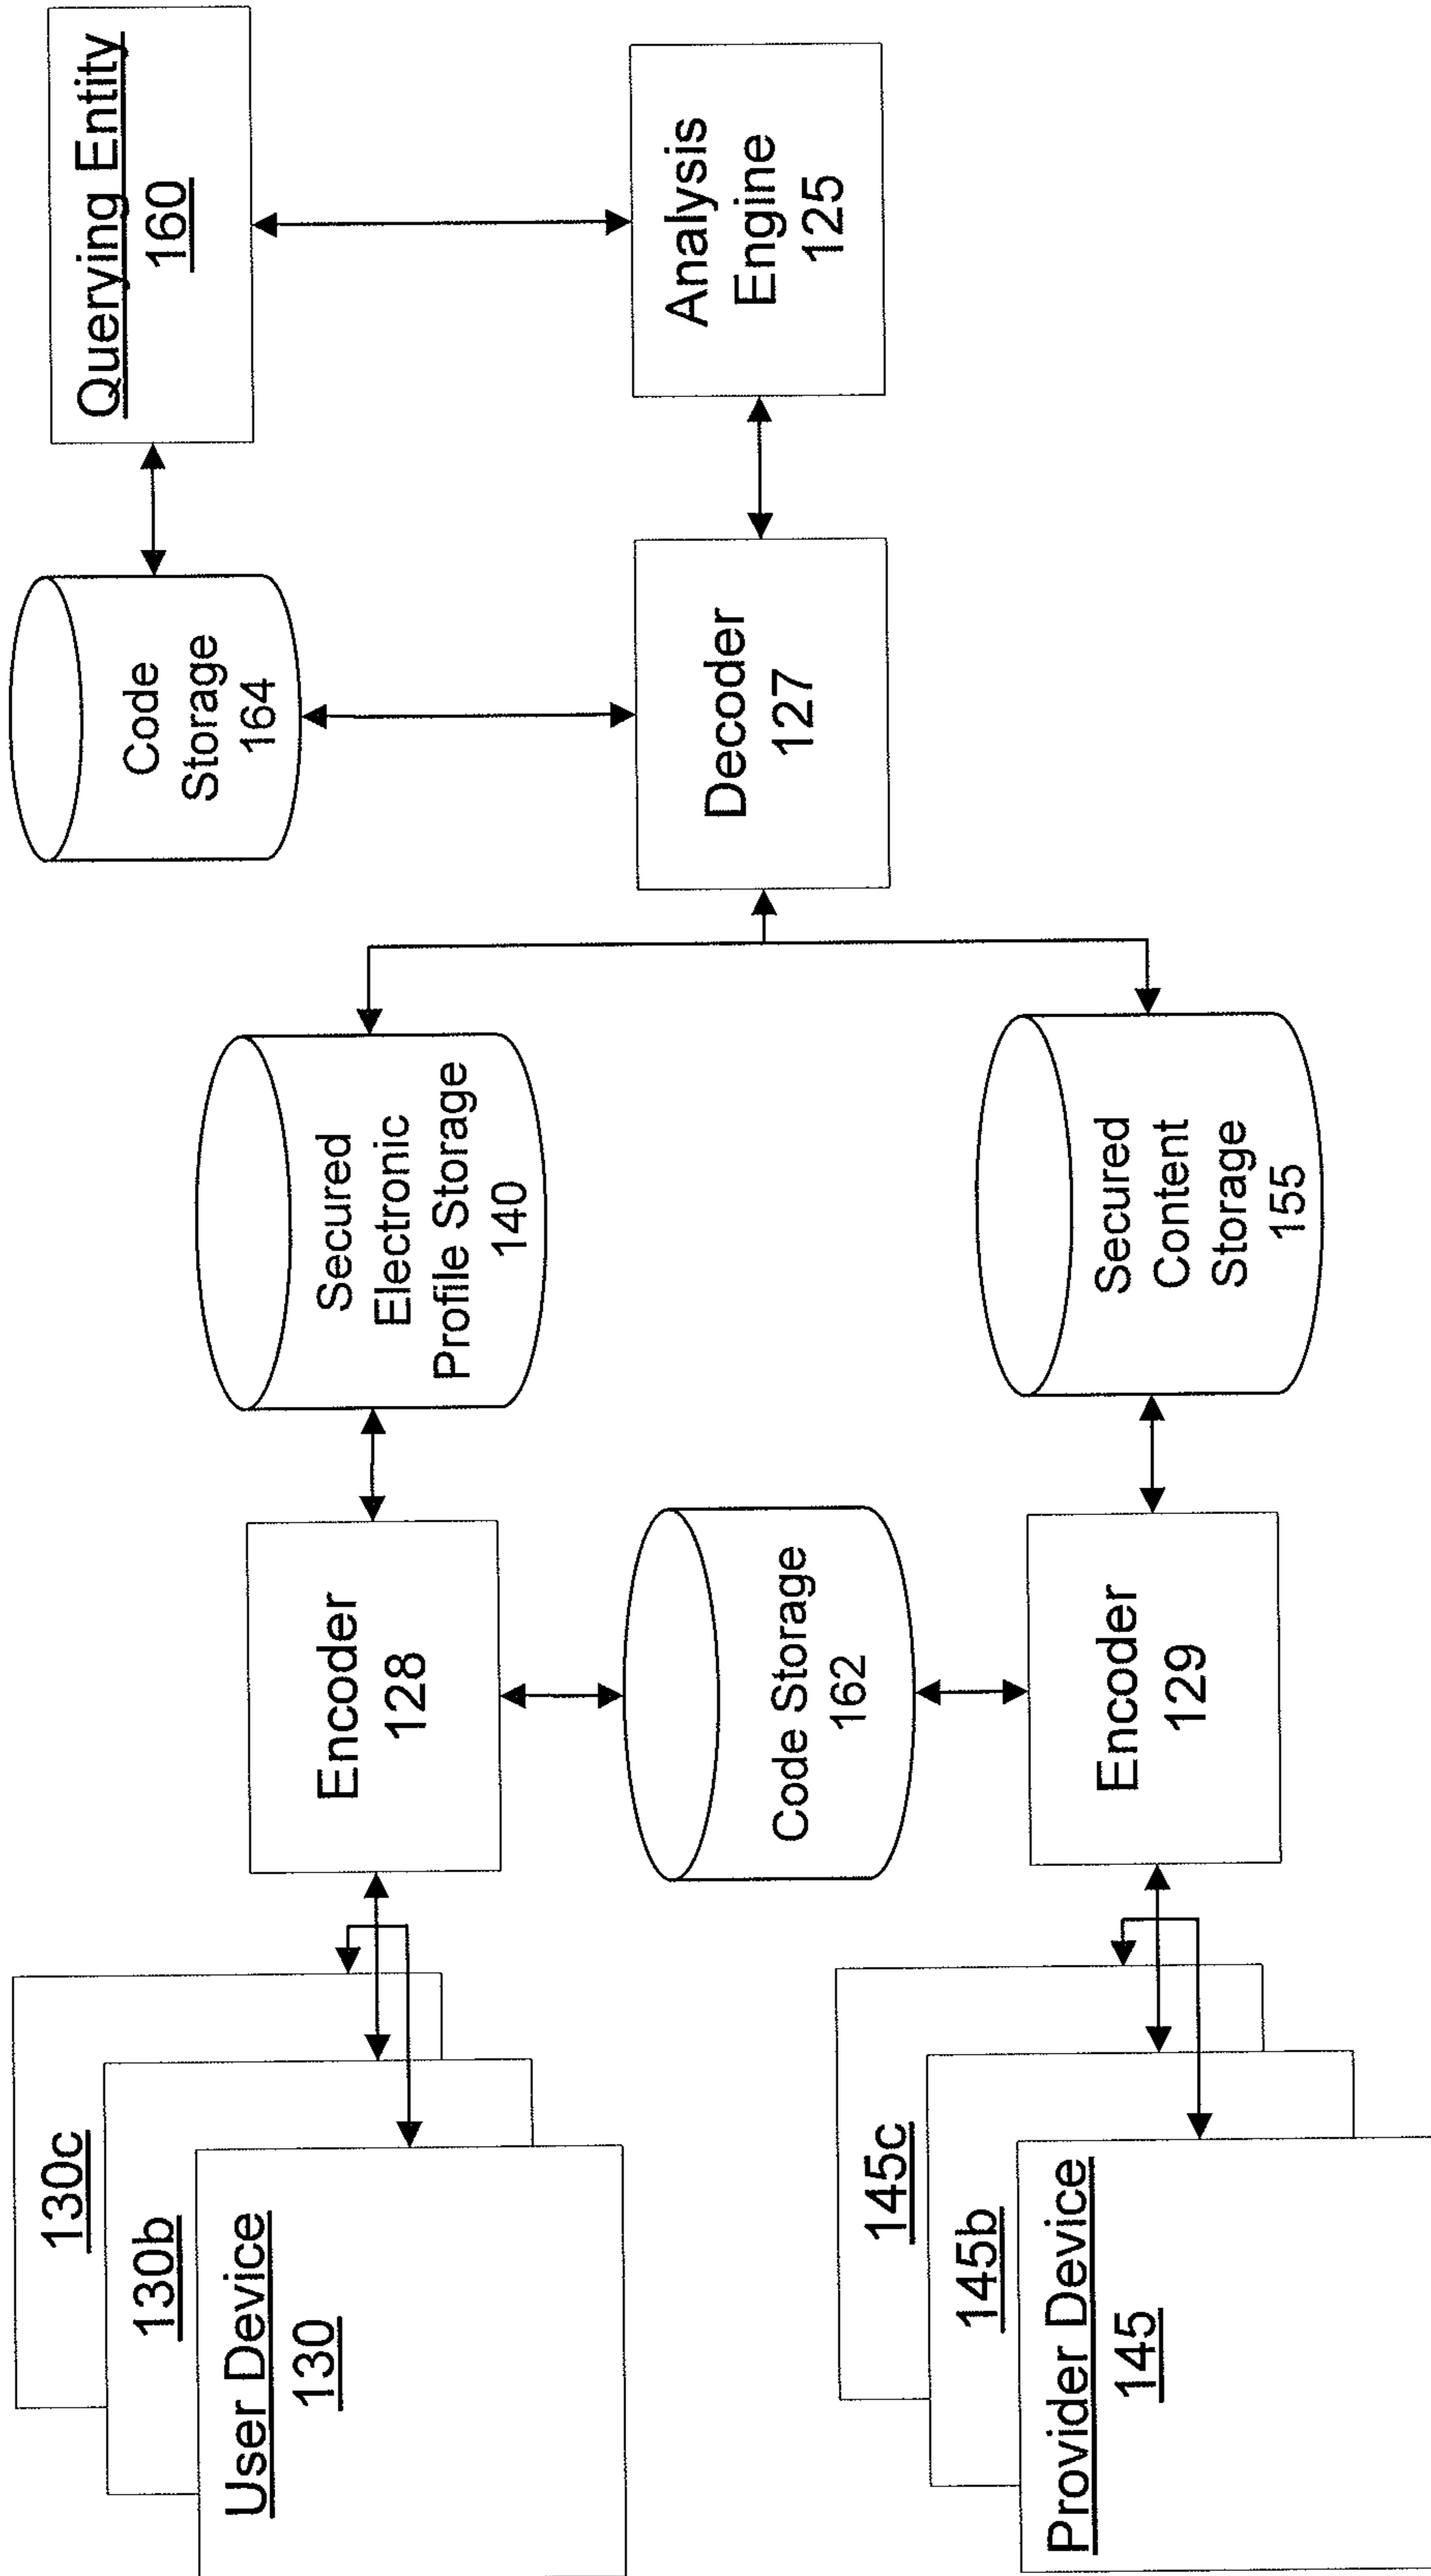 130c
130b
User Device
130
Encoder
128
Secured
Electronic
Profile Storage
140
Code
Storage
164
Querying Entity
160
Code Storage
162
Decoder
127
Analysis
Engine
125
145c
145b
Provider Device
145
Encoder
129
Secured
Content
Storage
155